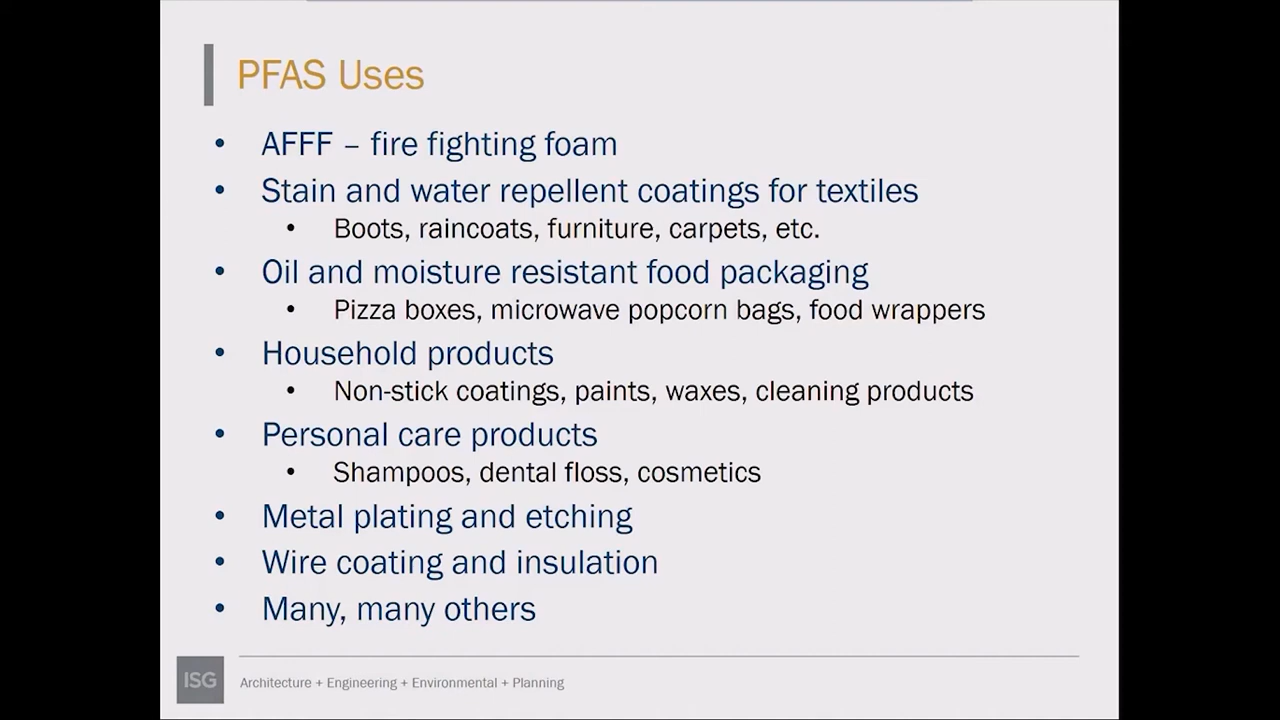 PFAS Uses
• AFFF – fire fighting foam
• Stain and water repellent coatings for textiles
• Boots, raincoats, furniture, carpets, etc.
• Oil and moisture resistant food packaging
• Pizza boxes, microwave popcorn bags, food wrappers
• Household products
• Non-stick coatings, paints, waxes, cleaning products
• Personal care products
• Shampoos, dental floss, cosmetics
• Metal plating and etching
• Wire coating and insulation
• Many, many others
ISG
Architecture + Engineering + Environmental + Planning